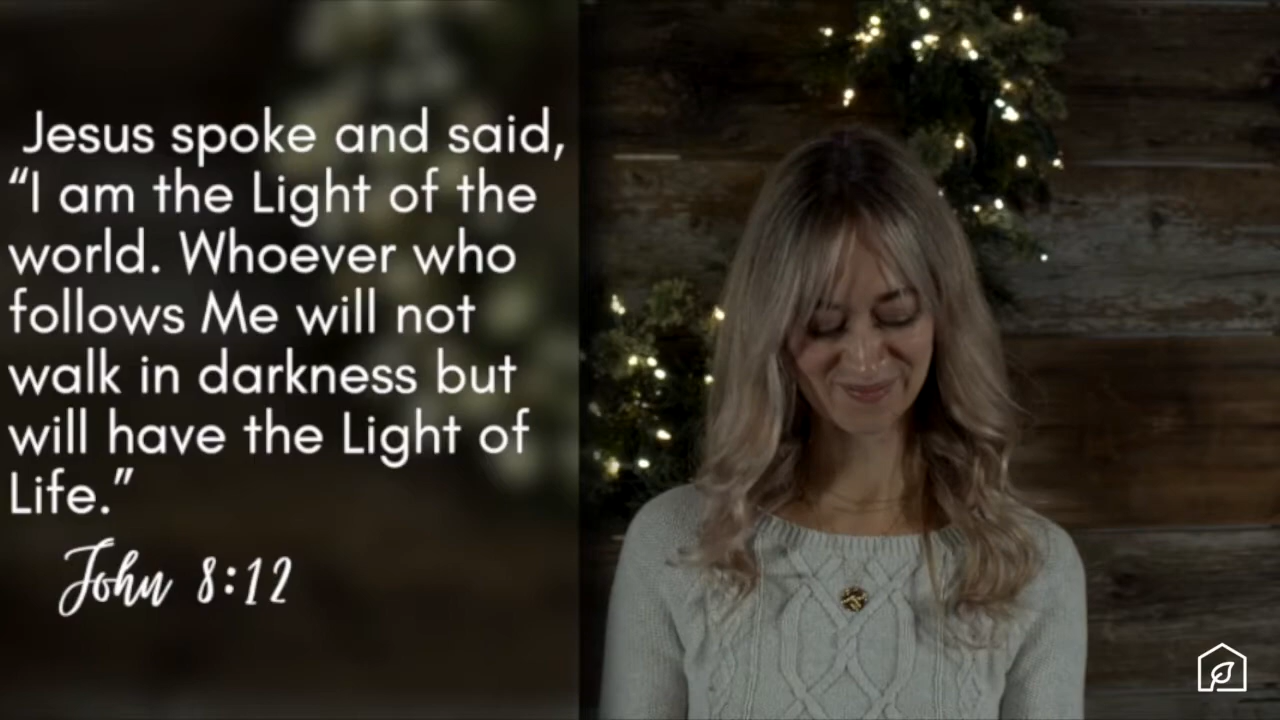 Jesus spoke and said,
“I am the Light of the
world. Whoever who
follows Me will not
walk in darkness but
will have the Light of
Life.”
John 8:12